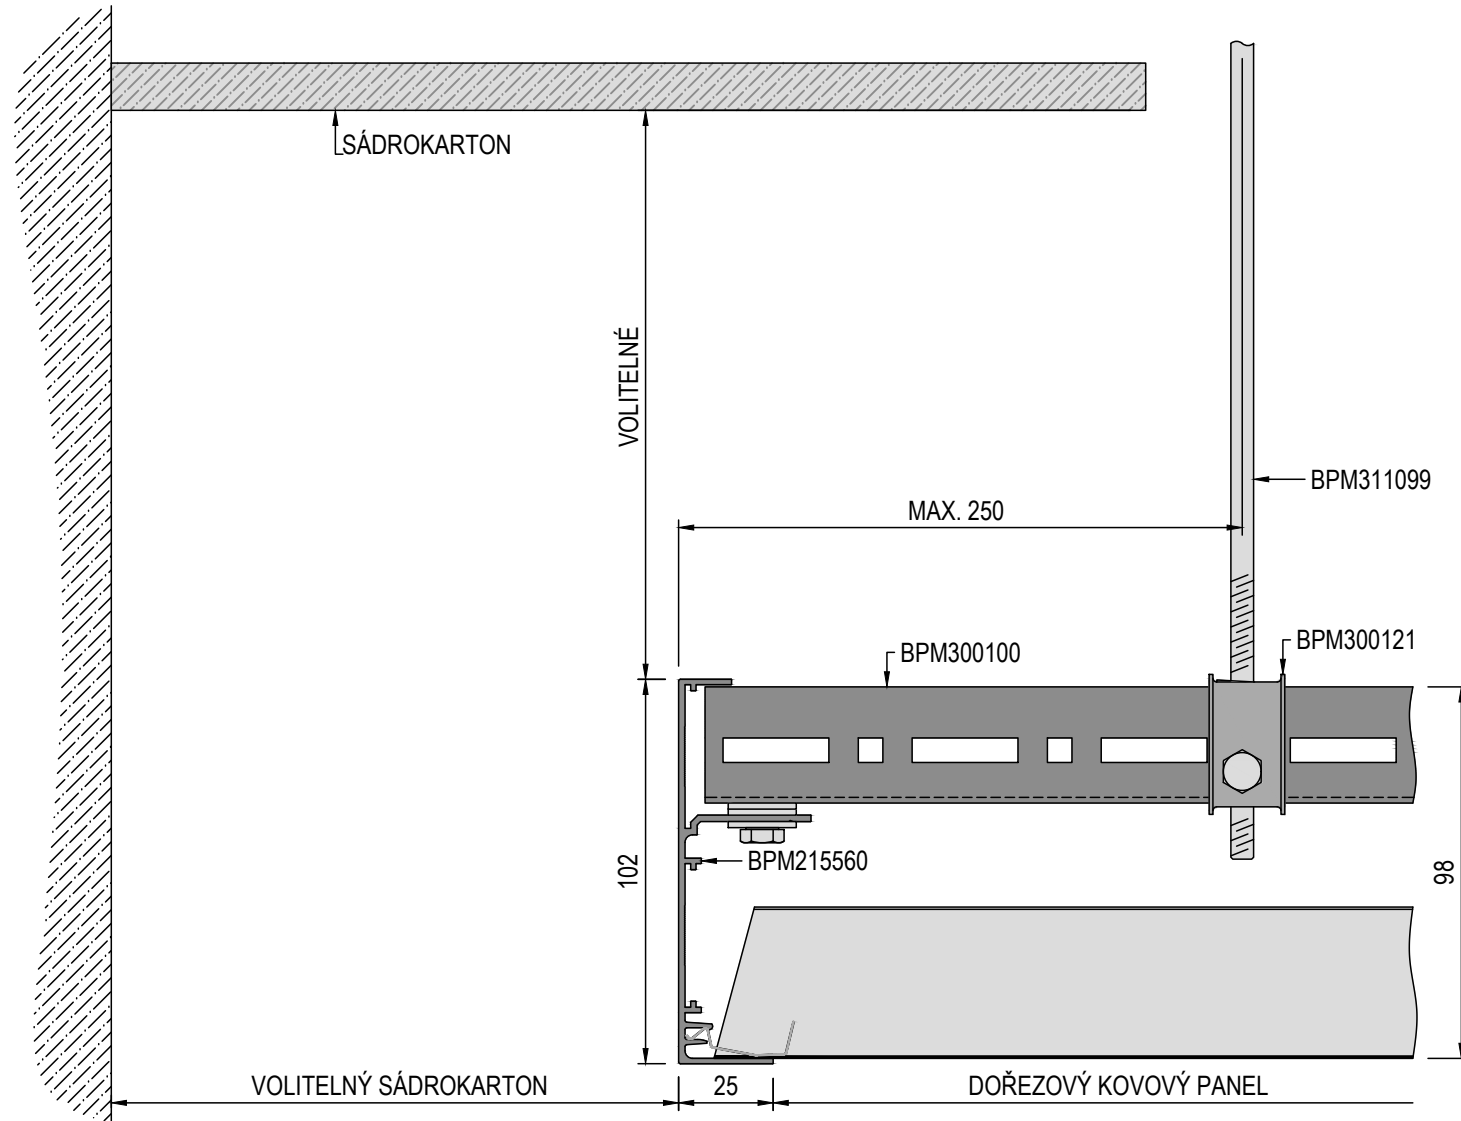 SÁDROKARTON
VOLITELNÉ
BPM311099
MAX. 250
BPM300121
BPM300100
102
BPM215560
98
VOLITELNÝ SÁDROKARTON
25
DOŘEZOVÝ KOVOVÝ PANEL